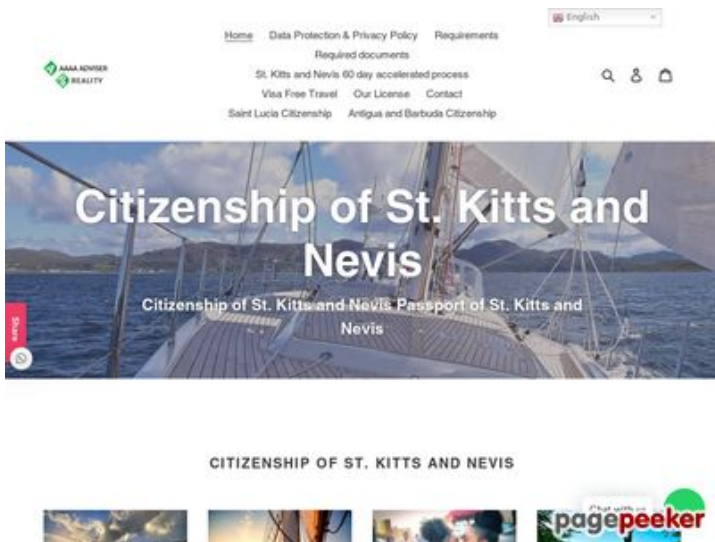 English
Home Data Protection & Privacy Policy Requirements
Required documents
St. Kitts and Nevis 60 day accelerated process
Visa Free Travel Our License Contact
Saint Lucia Citizenship Antigua and Barbuda Citizenship
AAAA ADVISER
REALITY
Citizenship of St. Kitts and
Nevis
Citizenship of St. Kitts and Nevis Passport of St. Kitts and
Nevis
Share
CITIZENSHIP OF ST. KITTS AND NEVIS
Chat with us
pagepeeker